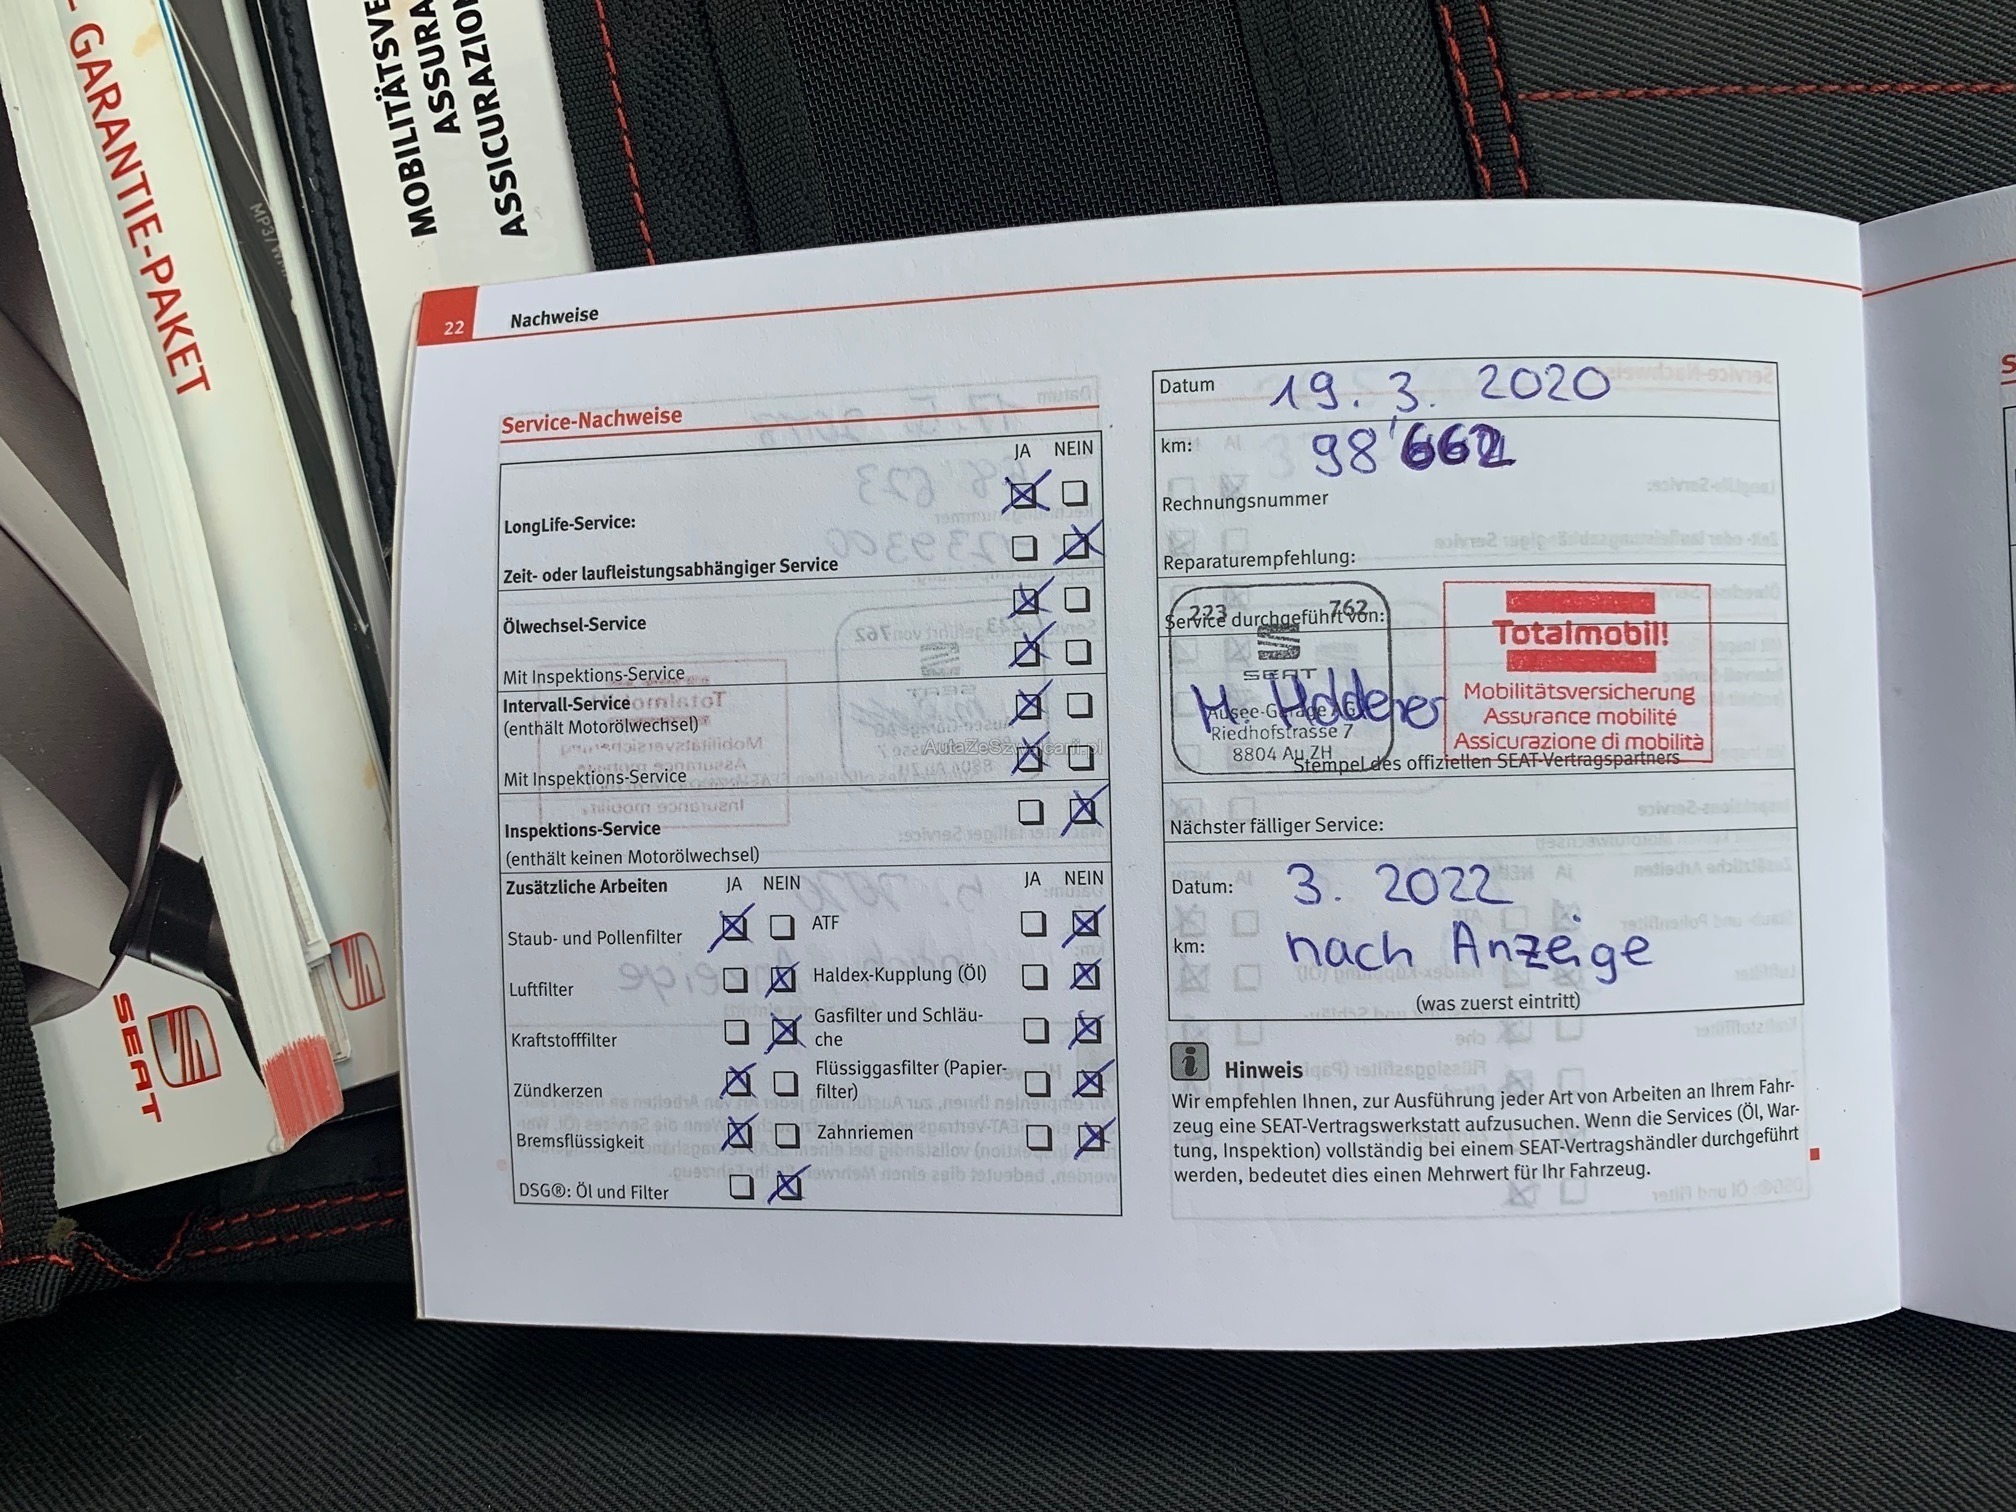 - GARANTIE-PAKET
SEAT
MP3/W
MOBILITÄTSVE
ASSURA
ASSICURAZION
22
Nachweise
Service-Nachweise
JA NEIN
LongLife-Service:
Zeit- oder laufleistungsabhängiger Service
Ölwechsel-Service
Mit Inspektions-Service
Intervall-Service
(enthält Motorölwechsel)
Mit Inspektions-Service
Inspektions-Service
(enthält keinen Motorölwechsel)
Zusätzliche Arbeiten JA NEIN JA NEIN
Staub- und Pollenfilter ATF
Luftfilter Haldex-Kupplung (Öl)
Kraftstofffilter Gasfilter und Schläu-
che
Zündkerzen Flüssiggasfilter (Papier-
filter)
Bremsflüssigkeit Zahnriemen
DSG®: Öl und Filter
AutaZeSzwajcarii.pl
Datum 19. 3. 2020
km: 98'662
Rechnungsnummer
Reparaturempfehlung:
Service durchgeführt von:
223 762
SEAT
Ausee-Garage AG
Riedhofstrasse 7
8804 Au ZH
Totalmobil!
Mobilitätsversicherung
Assurance mobilité
Assicurazione di mobilità
Stempel des offiziellen SEAT-Vertragspartners
Nächster fälliger Service:
Datum: 3. 2022
km: nach Anzeige
(was zuerst eintritt)
i Hinweis
Wir empfehlen Ihnen, zur Ausführung jeder Art von Arbeiten an Ihrem Fahr-
zeug eine SEAT-Vertragswerkstatt aufzusuchen. Wenn die Services (Öl, War-
tung, Inspektion) vollständig bei einem SEAT-Vertragshändler durchgeführt
werden, bedeutet dies einen Mehrwert für Ihr Fahrzeug.
S